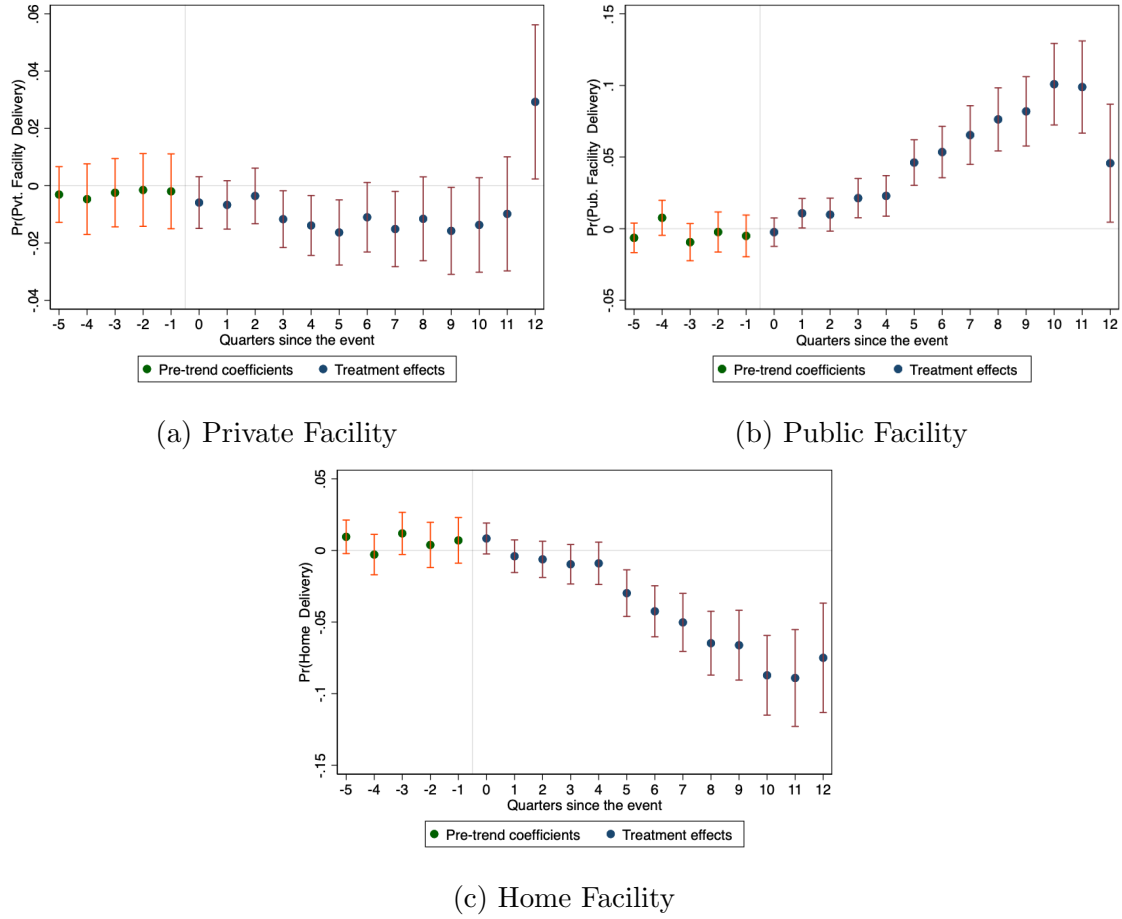 Pr(Pvt. Facility Delivery)
.06
.04
.02
0
-.02
-.04
-5 -4 -3 -2 -1 0 1 2 3 4 5 6 7 8 9 10 11 12
Quarters since the event
Pre-trend coefficients Treatment effects
(a) Private Facility
Pr(Pub. Facility Delivery)
.15
.1
.05
0
-.05
-5 -4 -3 -2 -1 0 1 2 3 4 5 6 7 8 9 10 11 12
Quarters since the event
Pre-trend coefficients Treatment effects
(b) Public Facility
Pr(Home Delivery)
.05
0
-.05
-.1
-.15
-5 -4 -3 -2 -1 0 1 2 3 4 5 6 7 8 9 10 11 12
Quarters since the event
Pre-trend coefficients Treatment effects
(c) Home Facility